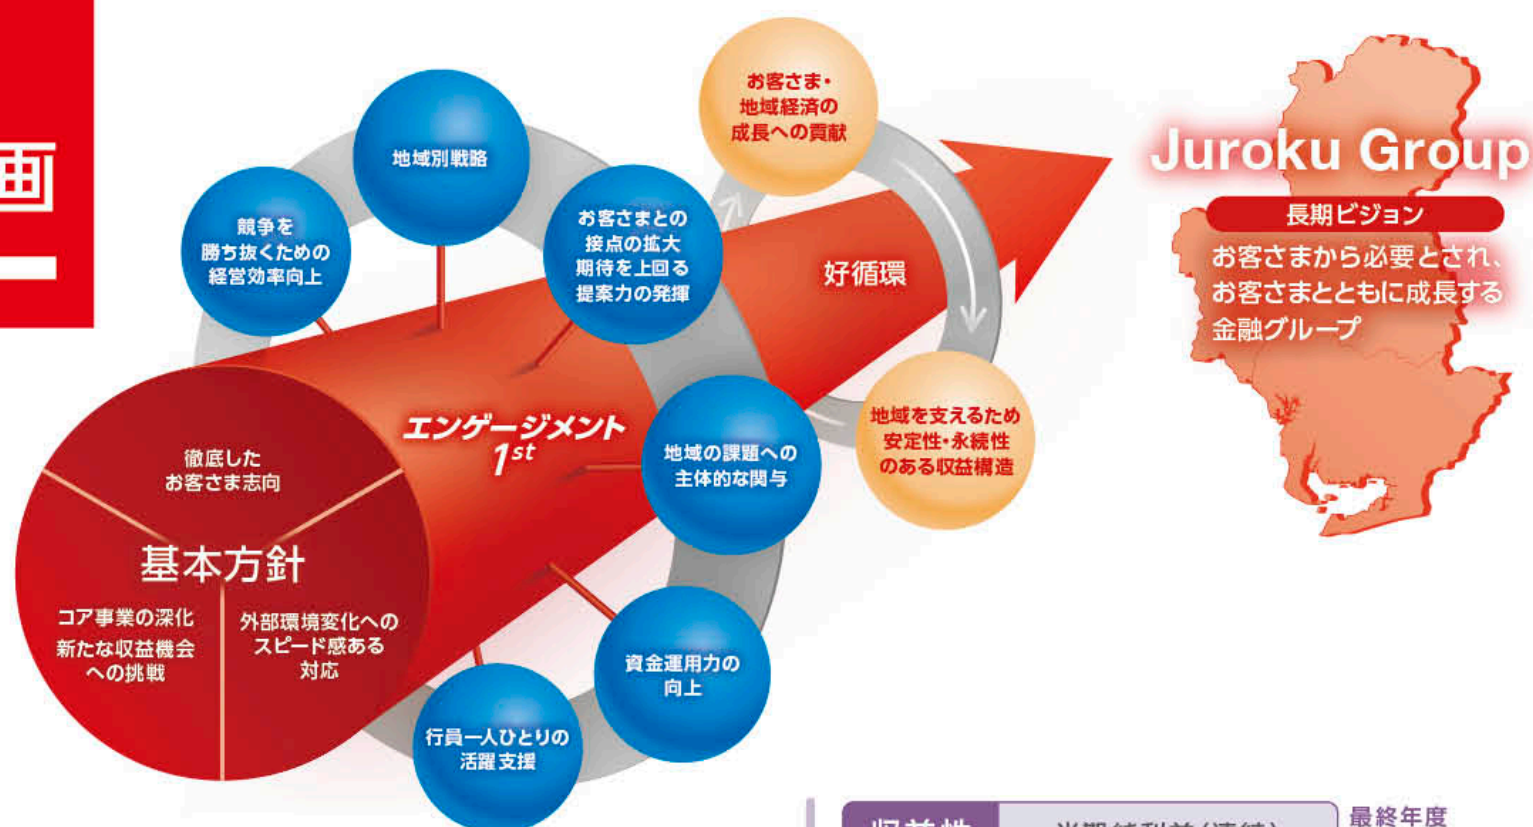 画
お客さま・
地域経済の
成長への貢献
地域別戦略
競争を
勝ち抜くための
経営効率向上
お客さまとの
接点の拡大
期待を上回る
提案力の発揮
好循環
Juroku Group
長期ビジョン
お客さまから必要とされ、
お客さまとともに成長する
金融グループ
エンゲージメント
1st
地域の課題への
主体的な関与
地域を支えるため
安定性・永続性
のある収益構造
徹底した
お客さま志向
基本方針
コア事業の深化
新たな収益機会
への挑戦
外部環境変化への
スピード感ある
対応
資金運用力の
向上
行員一人ひとりの
活躍支援
収益性
当期純利益(連結)
最終年度